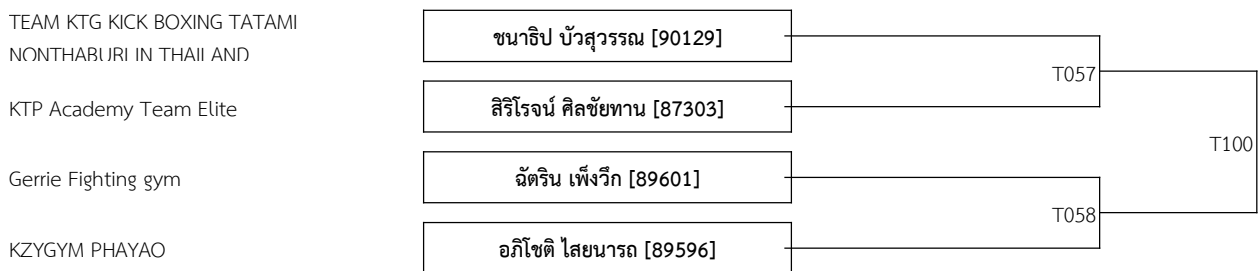 TEAM KTG KICK BOXING TATAMI
NONTHABURI IN THAILAND
ชนาธิป บัวสุวรรณ [90129]
T057
KTP Academy Team Elite
สิริโรจน์ ศิลชัยทาน [87303]
T100
Gerrie Fighting gym
ฉัตริน เพ็งวึก [89601]
T058
KZYGYM PHAYAO
อภิโชติ ไสยนารถ [89596]